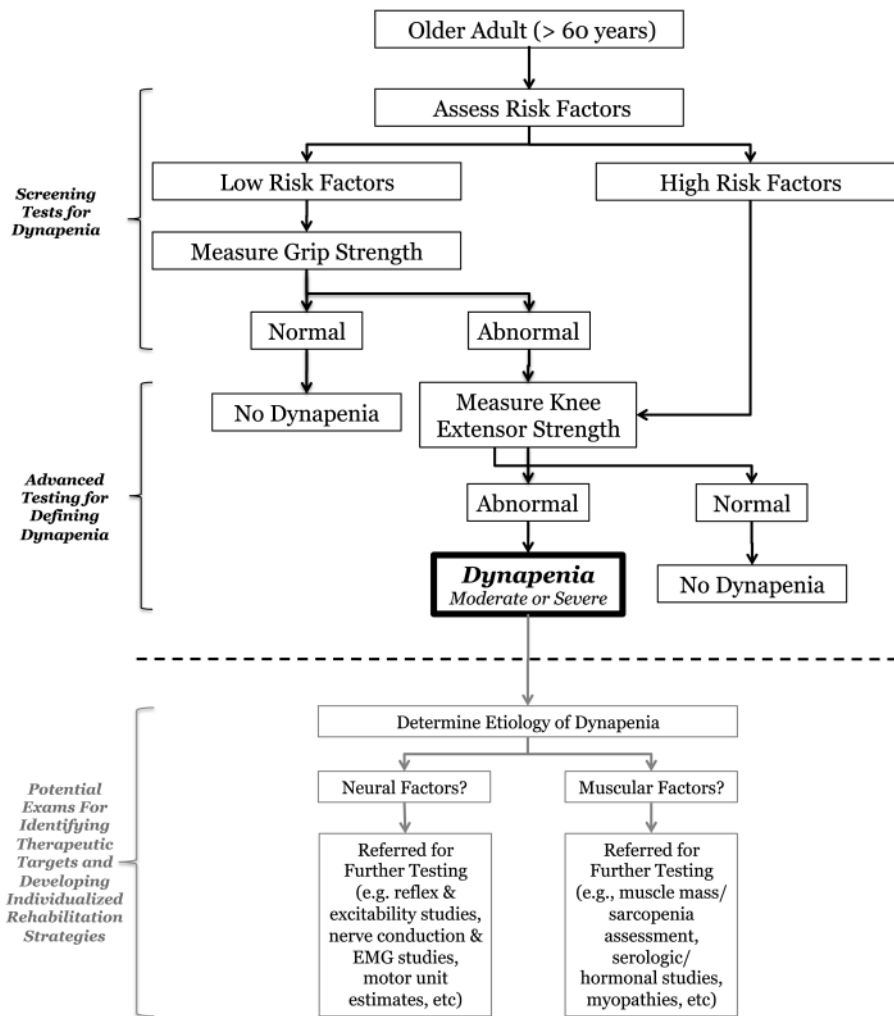 Older Adult (> 60 years)
Assess Risk Factors
Low Risk Factors
High Risk Factors
Screening
Tests for
Dynapenia
Measure Grip Strength
Normal
Abnormal
No Dynapenia
Measure Knee
Extensor Strength
Advanced
Testing for
Defining
Dynapenia
Abnormal
Normal
Dynapenia
Moderate or Severe
No Dynapenia
Determine Etiology of Dynapenia
Potential
Exams For
Identifying
Therapeutic
Targets and
Developing
Individualized
Rehabilitation
Strategies
Neural Factors?
Muscular Factors?
Referred for
Further Testing
(e.g. reflex &
excitability studies,
nerve conduction &
EMG studies,
motor unit
estimates, etc)
Referred for
Further Testing
(e.g., muscle mass/
sarcopenia
assessment,
serologic/
hormonal studies,
myopathies, etc)